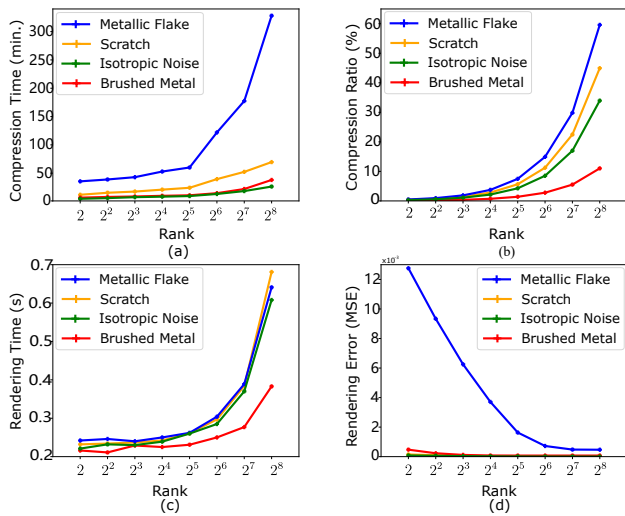 Compression Time (min.)
300
250
200
150
100
50
0
Metallic Flake
Scratch
Isotropic Noise
Brushed Metal
2 2² 2³ 2⁴ 2⁵ 2⁶ 2⁷ 2⁸
Rank
(a)
Compression Ratio (%)
60
50
40
30
20
10
0
Metallic Flake
Scratch
Isotropic Noise
Brushed Metal
2 2² 2³ 2⁴ 2⁵ 2⁶ 2⁷ 2⁸
Rank
(b)
Rendering Time (s)
0.7
0.6
0.5
0.4
0.3
0.2
Metallic Flake
Scratch
Isotropic Noise
Brushed Metal
2 2² 2³ 2⁴ 2⁵ 2⁶ 2⁷ 2⁸
Rank
(c)
Rendering Error (MSE)
12
10
8
6
4
2
0
Metallic Flake
Scratch
Isotropic Noise
Brushed Metal
2 2² 2³ 2⁴ 2⁵ 2⁶ 2⁷ 2⁸
Rank
(d)